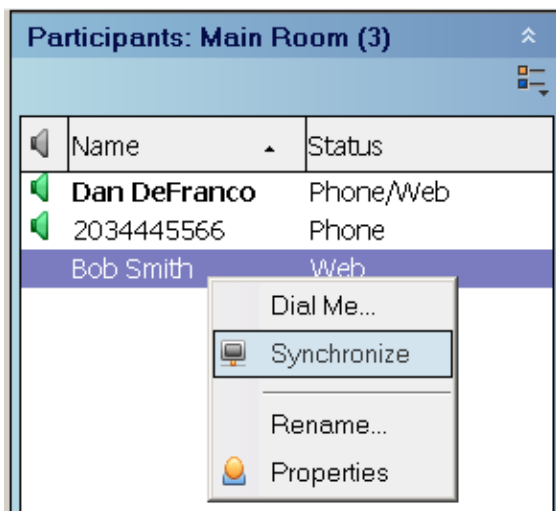 Participants: Main Room (3)
Name Status
Dan DeFranco Phone/Web
2034445566 Phone
Bob Smith Web
Dial Me...
Synchronize
Rename...
Properties